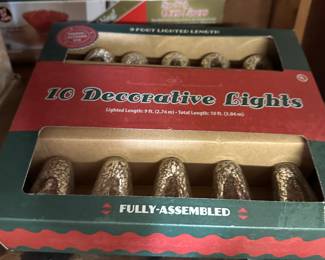 9 FOOT LIGHTED LENGTH
10 Decorative Lights
Lighted Length: 9 ft. (2.74 m) • Total Length: 10 ft. (3.04 m)
FULLY-ASSEMBLED